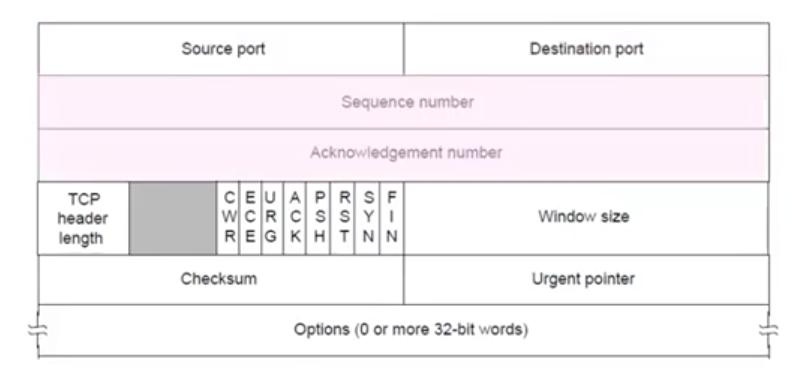 Source port
Destination port
Sequence number
Acknowledgement number
TCP
header
length
CWR
ECE
URG
ACK
PSH
RST
SYN
FIN
Window size
Checksum
Urgent pointer
Options (0 or more 32-bit words)